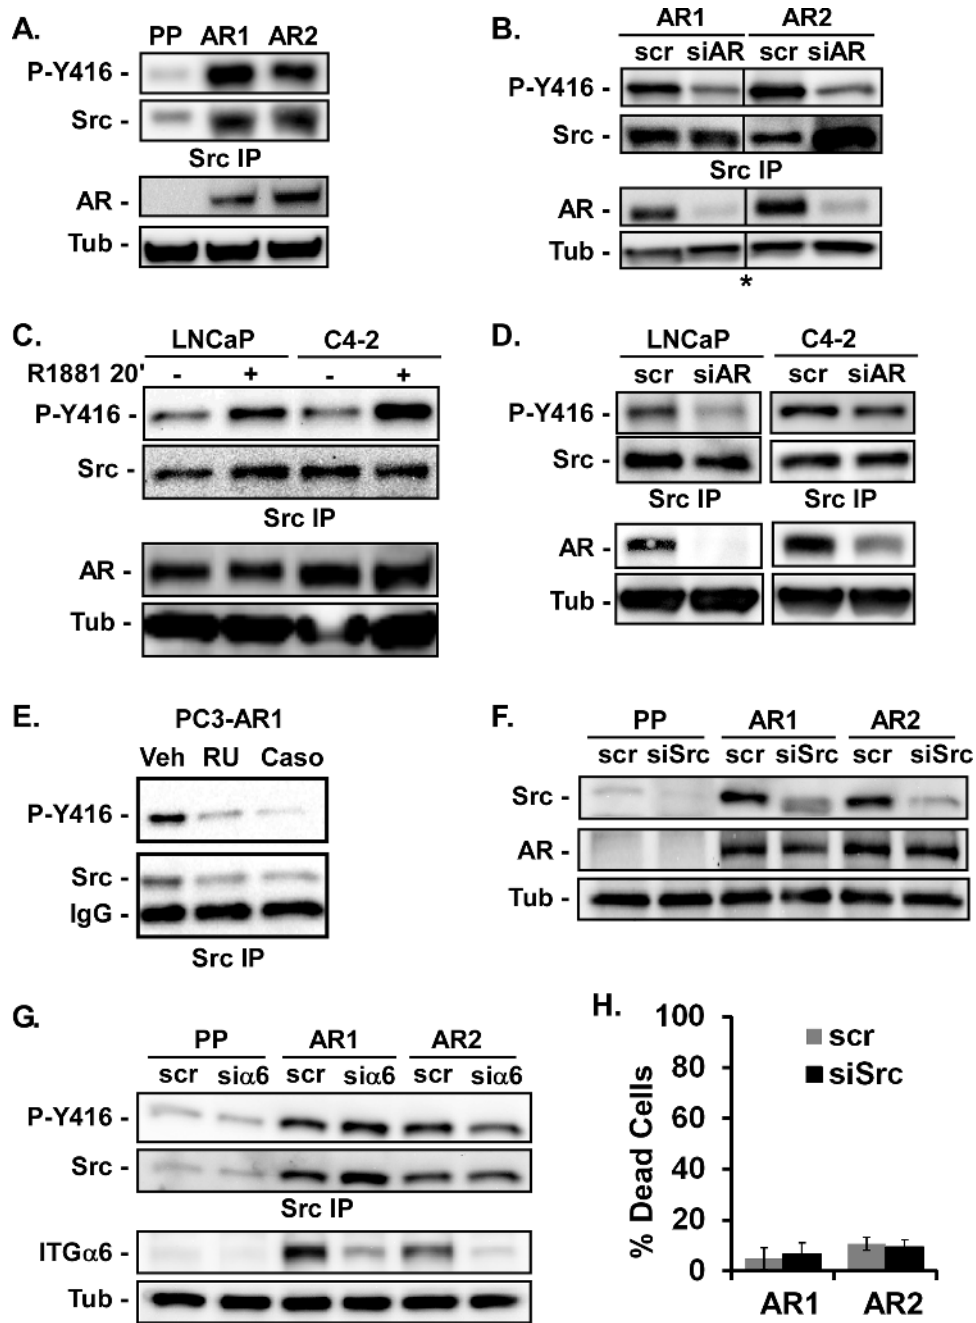 A.
PP AR1 AR2
P-Y416 -
Src -
Src IP
AR -
Tub -
B.
AR1 AR2
scr siAR scr siAR
P-Y416 -
Src -
Src IP
AR -
Tub -
*
C.
LNCaP C4-2
R1881 20' - + - +
P-Y416 -
Src -
Src IP
AR -
Tub -
D.
LNCaP C4-2
scr siAR scr siAR
P-Y416 -
Src -
Src IP Src IP
AR -
Tub -
E.
PC3-AR1
Veh RU Caso
P-Y416 -
Src -
IgG -
Src IP
F.
PP AR1 AR2
scr siSrc scr siSrc scr siSrc
Src -
AR -
Tub -
G.
PP AR1 AR2
scr siα6 scr siα6 scr siα6
P-Y416 -
Src -
Src IP
ITGα6 -
Tub -
H.
% Dead Cells
100
80
60
40
20
0
scr
siSrc
AR1 AR2